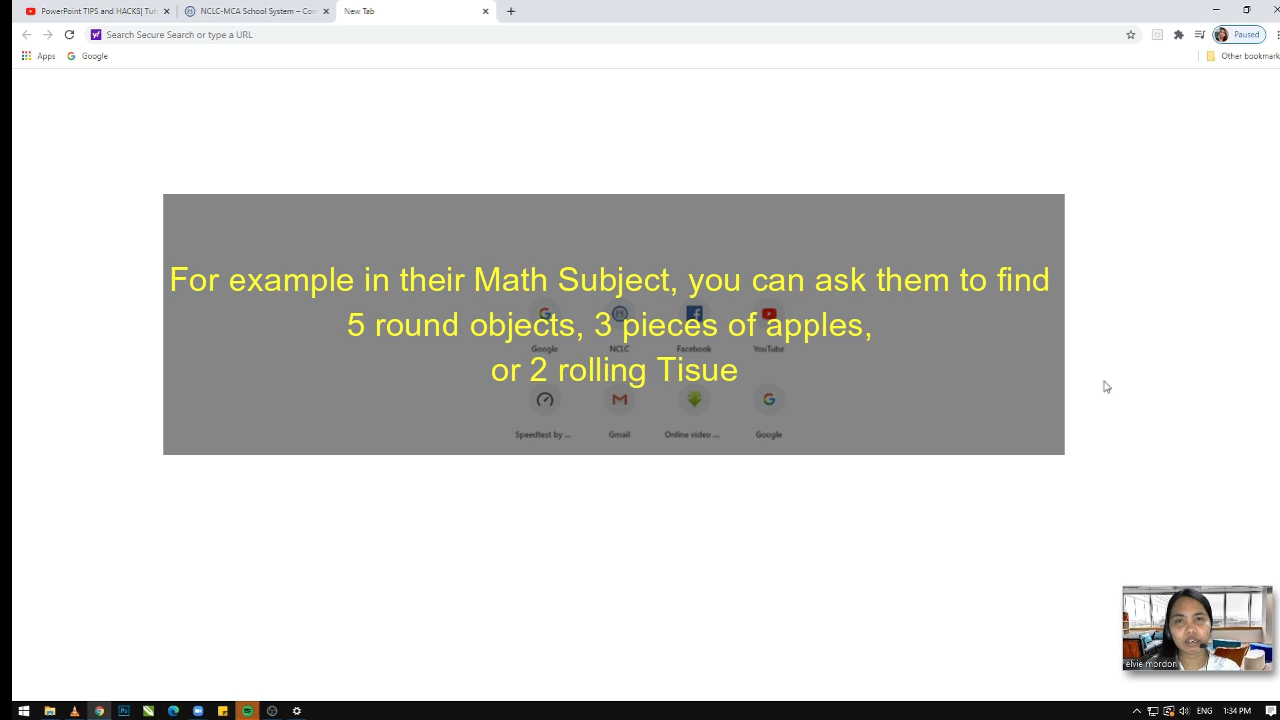 PowerPoint TIPS and HACKS| Tut
NCLC-MCA School System – Com
New Tab
Search Secure Search or type a URL
Paused
Apps
Google
Other bookmark
For example in their Math Subject, you can ask them to find
5 round objects, 3 pieces of apples,
or 2 rolling Tisue
Google
NCLC
Facebook
YouTube
Speedtest by ...
Gmail
Online video ...
Google
elvie mordon
ENG
1:34 PM